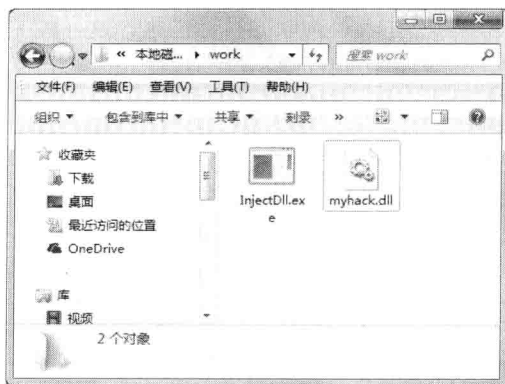 « 本地磁... ▸ work
搜索 work
文件(F) 编辑(E) 查看(V) 工具(T) 帮助(H)
组织 ▼ 包含到库中 ▼ 共享 ▼ 刻录 »
收藏夹
下载
桌面
最近访问的位置
OneDrive
库
视频
InjectDll.ex
e
myhack.dll
2 个对象